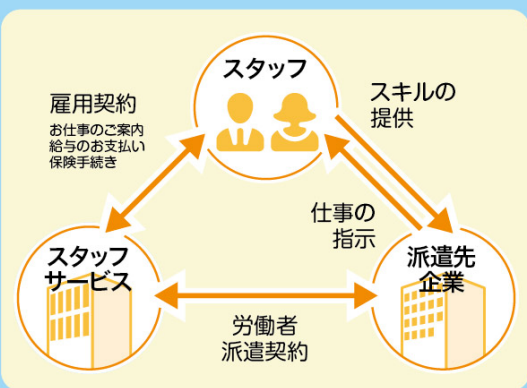 スタッフ
雇用契約
お仕事のご案内
給与のお支払い
保険手続き
スキルの
提供
仕事の
指示
スタッフ
サービス
派遣先
企業
労働者
派遣契約